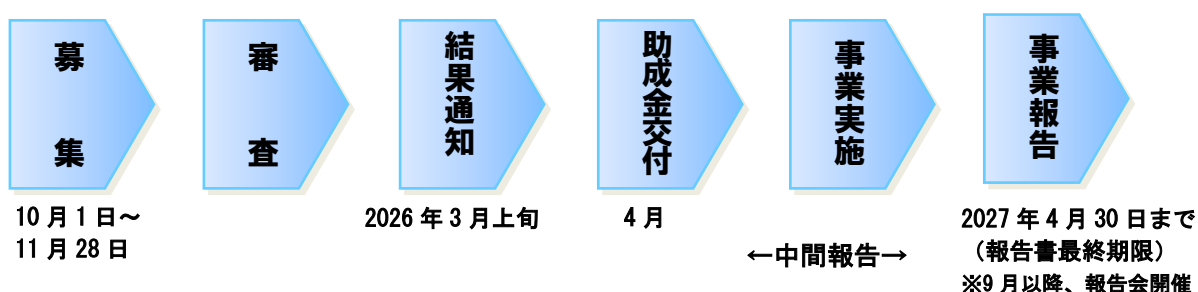 募集
審査
結果通知
助成金交付
事業実施
事業報告
10月1日～
11月28日
2026年3月上旬
4月
←中間報告→
2027年4月30日まで
（報告書最終期限）
※9月以降、報告会開催